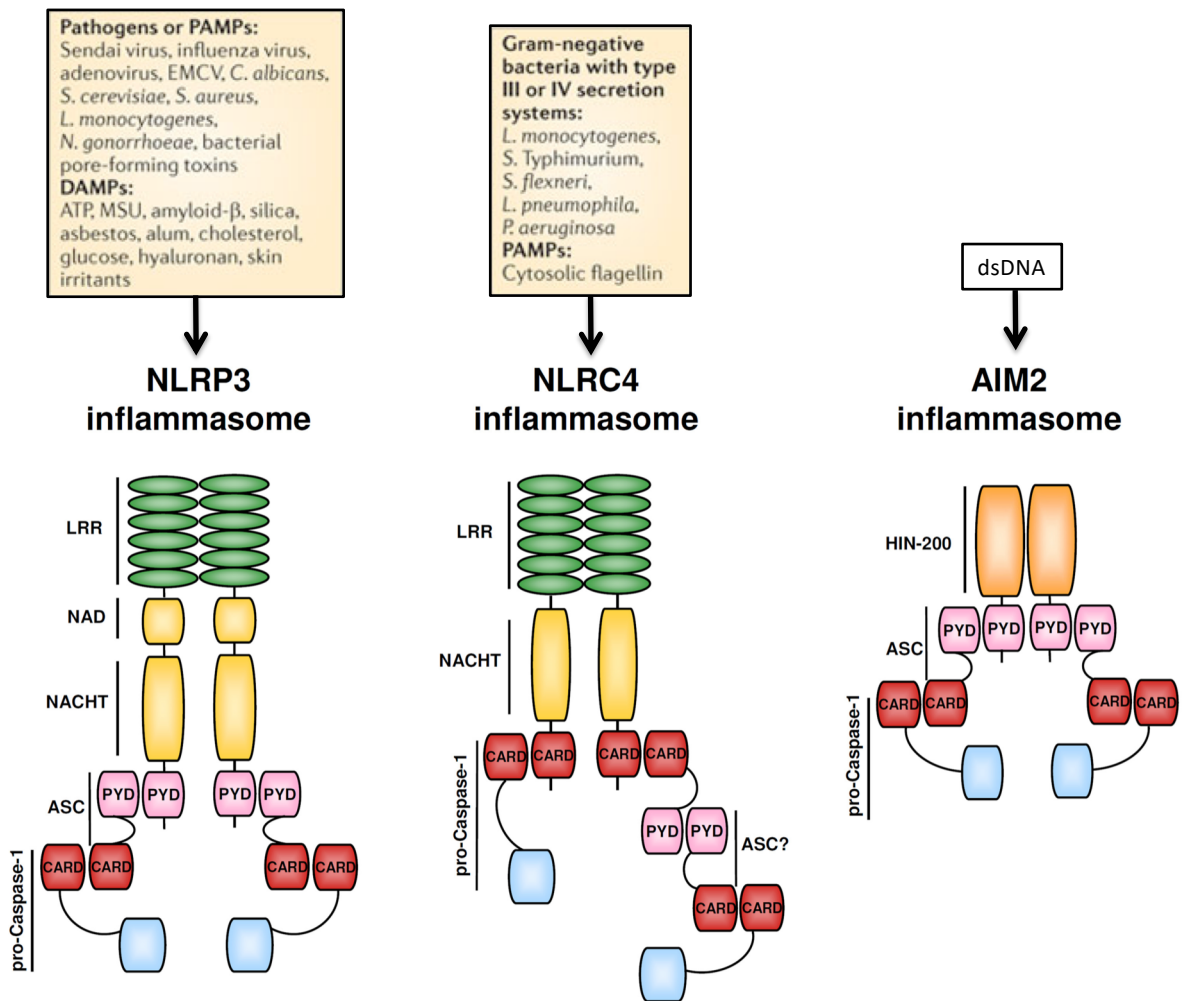 Pathogens or PAMPs:
Sendai virus, influenza virus,
adenovirus, EMCV, C. albicans,
S. cerevisiae, S. aureus,
L. monocytogenes,
N. gonorrhoeae, bacterial
pore-forming toxins
DAMPs:
ATP, MSU, amyloid-β, silica,
asbestos, alum, cholesterol,
glucose, hyaluronan, skin
irritants
Gram-negative
bacteria with type
III or IV secretion
systems:
L. monocytogenes,
S. Typhimurium,
S. flexneri,
L. pneumophila,
P. aeruginosa
PAMPs:
Cytosolic flagellin
dsDNA
NLRP3
inflammasome
NLRC4
inflammasome
AIM2
inflammasome
LRR
NAD
NACHT
ASC
PYD PYD PYD PYD
pro-Caspase-1
CARD CARD CARD CARD
LRR
NACHT
pro-Caspase-1
CARD CARD CARD CARD
PYD PYD
ASC?
CARD CARD
HIN-200
ASC
PYD PYD PYD PYD
pro-Caspase-1
CARD CARD CARD CARD